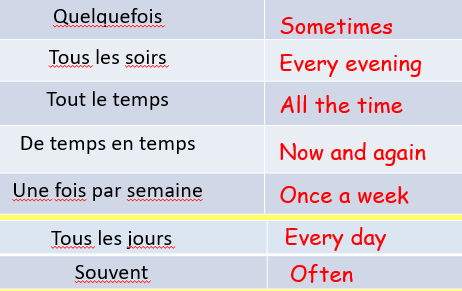 Quelquefois Sometimes
Tous les soirs Every evening
Tout le temps All the time
De temps en temps Now and again
Une fois par semaine Once a week
Tous les jours Every day
Souvent Often